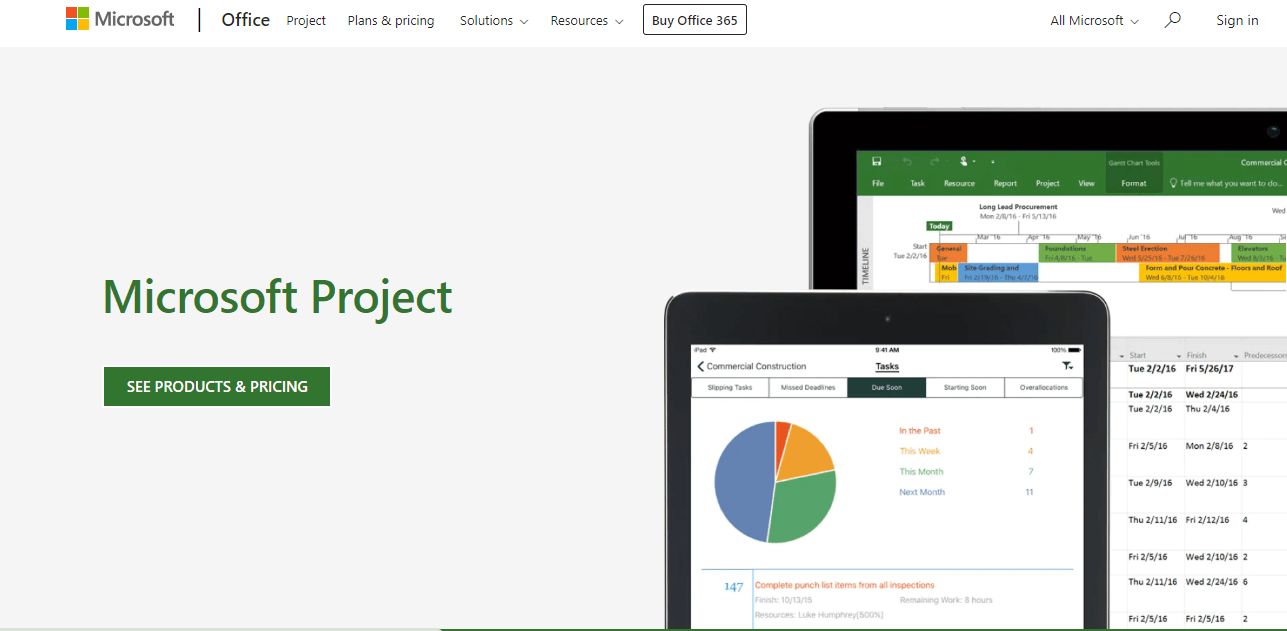 Microsoft | Office Project Plans & pricing Solutions Resources Buy Office 365 All Microsoft Sign in
Microsoft Project
SEE PRODUCTS & PRICING
Gantt Chart Tools Commercial C
File Task Resource Report Project View Format Tell me what you want to do...
Long Lead Procurement
Mon 2/8/16 - Fri 5/13/16
Wed
Today
Mar '16 Apr '16 May '16 Jun '16 Jul '16 Aug '16
TIMELINE
Start
Tue 2/2/16
General
Tue
Foundations
Fri 4/8/16 - Tue
Steel Erection
Wed 5/25/16 - Tue 7/26/16
Elevators
Wed 8/3/16 - Tu
Mob
Fri
Site Grading and
Fri 2/19/16 - Thu 4/7/16
Form and Pour Concrete - Floors and Roof
Wed 6/8/15 - Tue 10/4/16
iPad 9:41 AM 100%
Commercial Construction Tasks
Slipping Tasks Missed Deadlines Due Soon Starting Soon Overallocations
In the Past 1
This Week 4
This Month 7
Next Month 11
147 Complete punch list items from all inspections
Finish: 10/13/15 Remaining Work: 8 hours
Resources: Luke Humphrey[500%]
Start Finish Predecessor
Tue 2/2/16 Fri 5/26/17
Tue 2/2/16 Wed 2/24/16
Tue 2/2/16 Thu 2/4/16
Fri 2/5/16 Mon 2/8/16 2
Tue 2/9/16 Wed 2/10/16 3
Thu 2/11/16 Fri 2/12/16 4
Fri 2/5/16 Wed 2/10/16 2
Thu 2/11/16 Wed 2/24/16 6
Fri 2/5/16 Fri 2/5/16 2